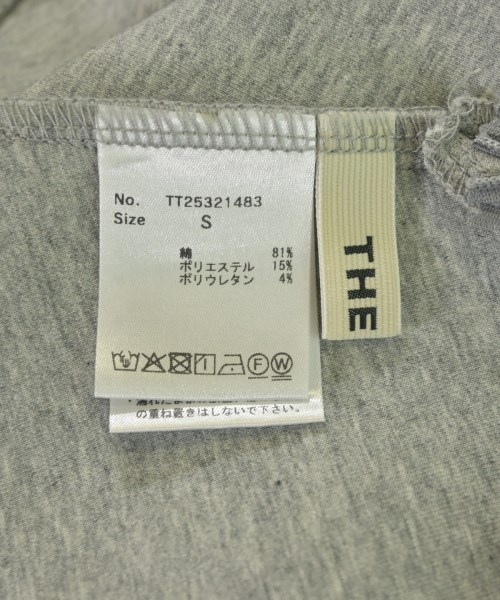 No. TT25321483
Size S
綿 81%
ポリエステル 15%
ポリウレタン 4%
F W
の重ね置きはしないで下さい。
THE